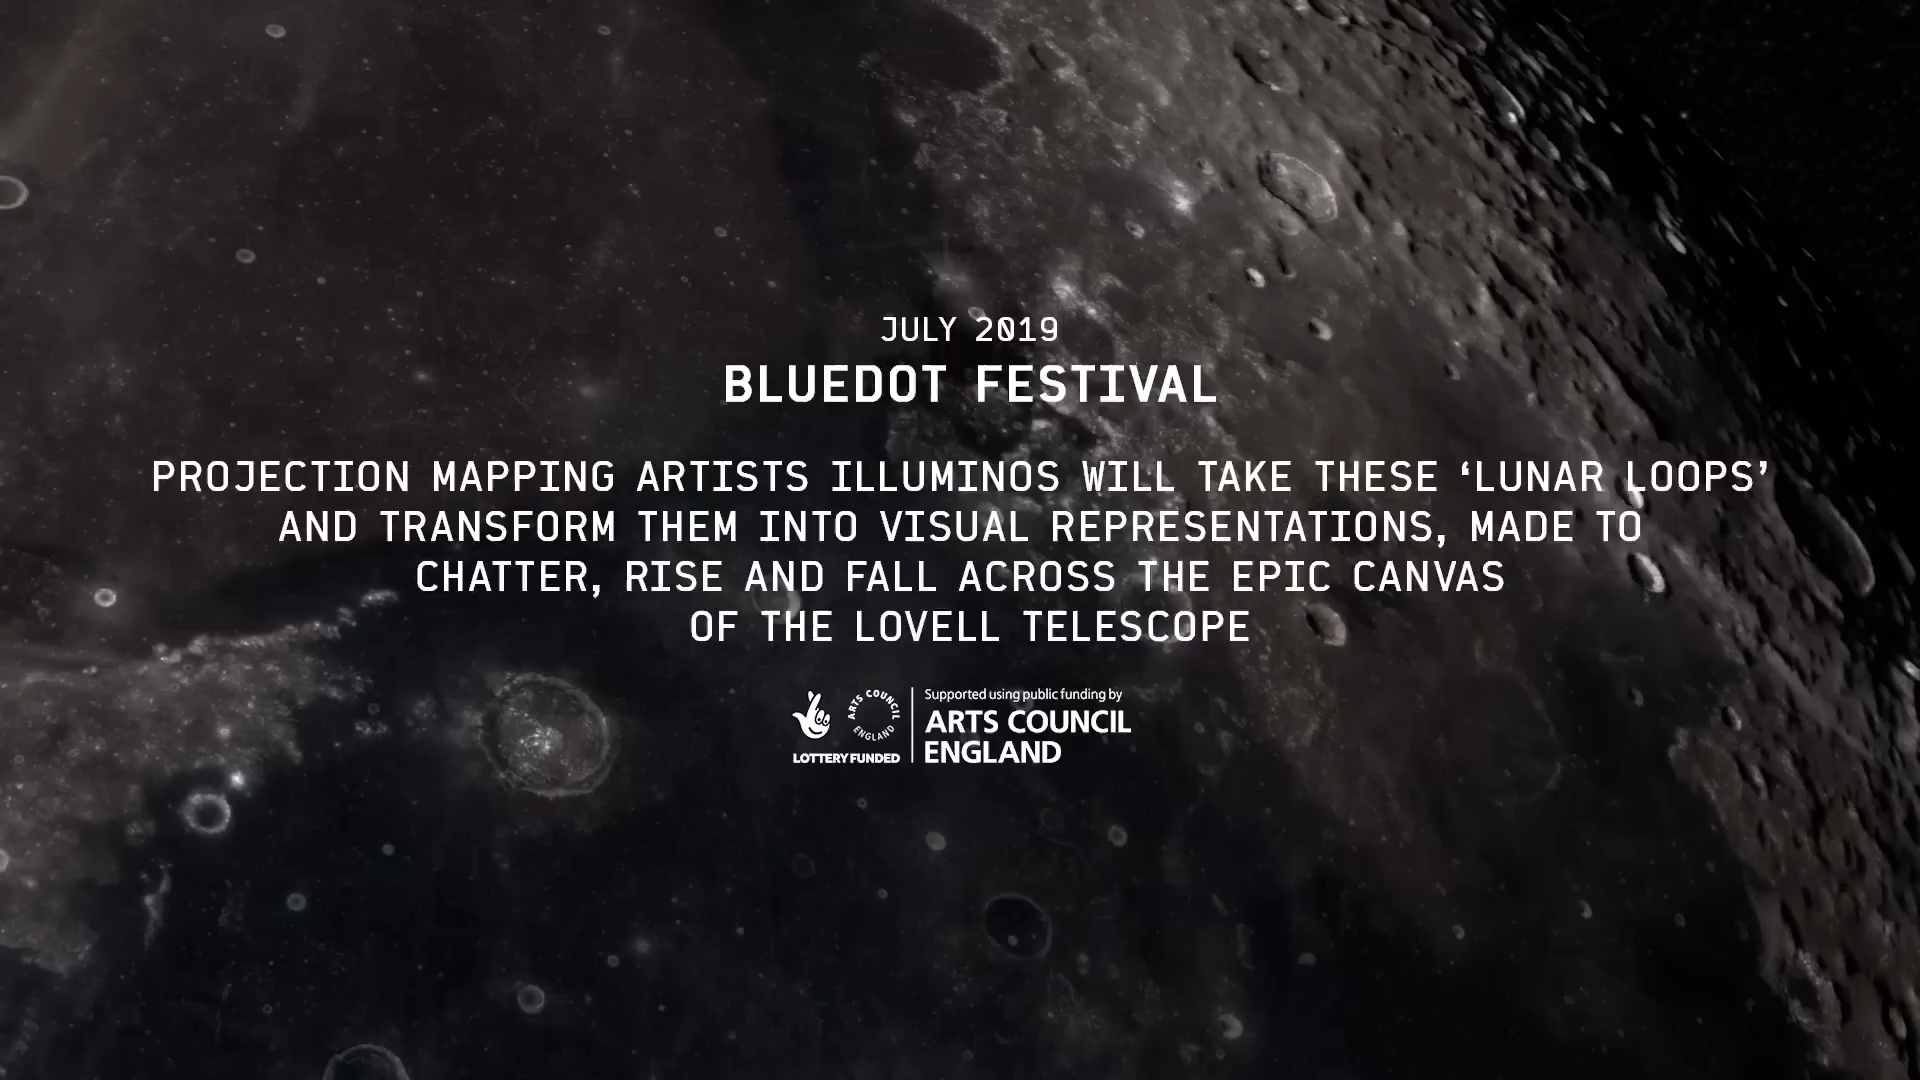 JULY 2019
BLUEDOT FESTIVAL
PROJECTION MAPPING ARTISTS ILLUMINOS WILL TAKE THESE ‘LUNAR LOOPS’
AND TRANSFORM THEM INTO VISUAL REPRESENTATIONS, MADE TO
CHATTER, RISE AND FALL ACROSS THE EPIC CANVAS
OF THE LOVELL TELESCOPE
ARTS COUNCIL
ENGLAND
LOTTERY FUNDED
Supported using public funding by
ARTS COUNCIL
ENGLAND